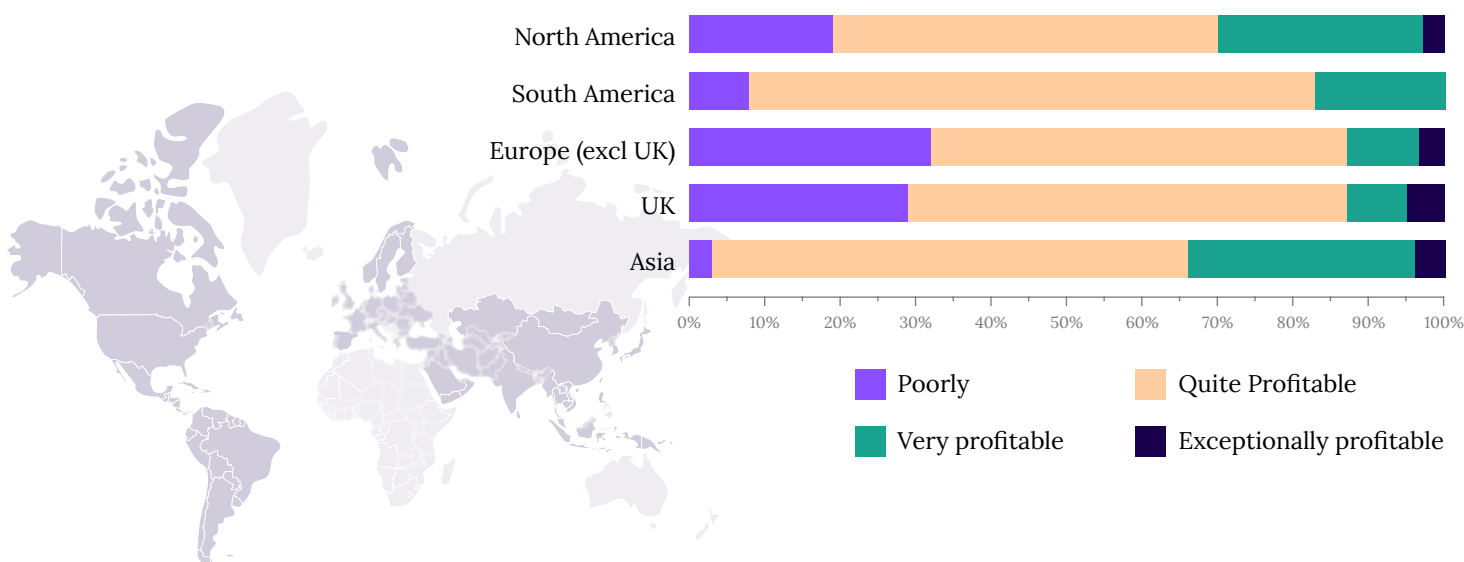 North America
South America
Europe (excl UK)
UK
Asia
0% 10% 20% 30% 40% 50% 60% 70% 80% 90% 100%
Poorly Quite Profitable
Very profitable Exceptionally profitable